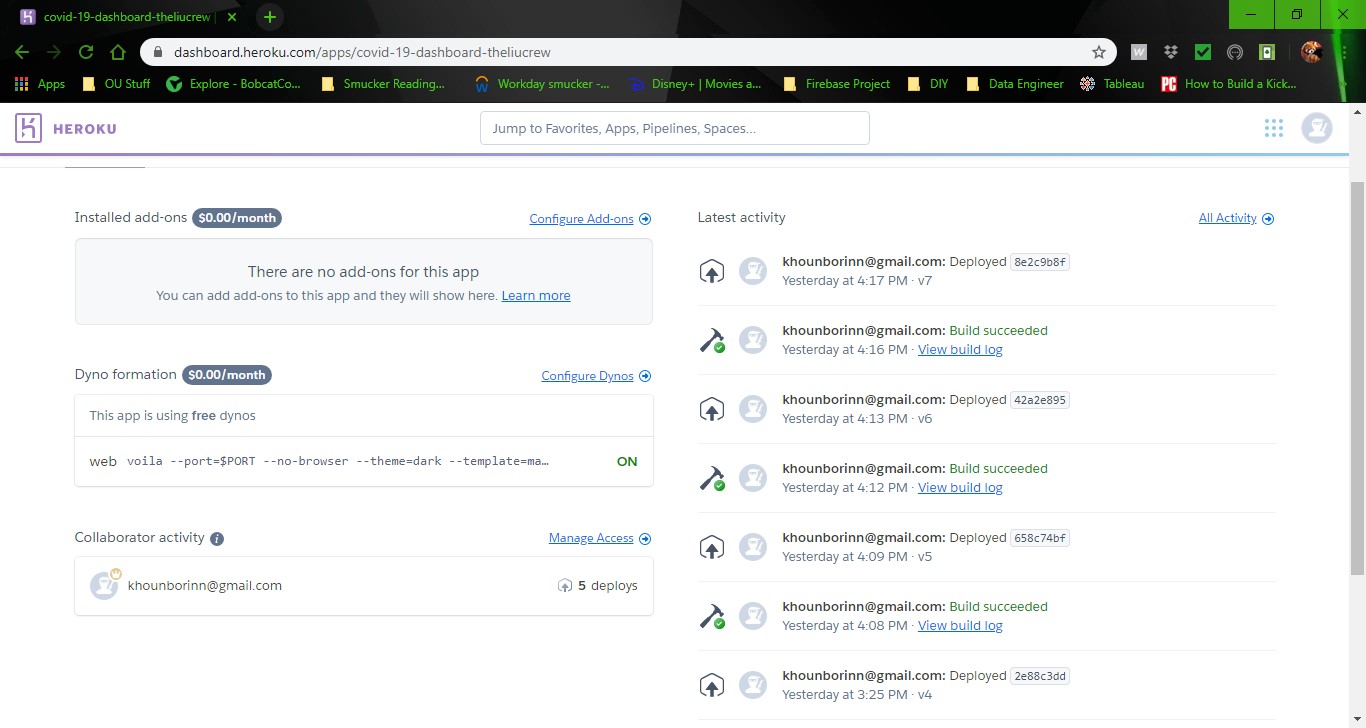 covid-19-dashboard-theliucrew |
dashboard.heroku.com/apps/covid-19-dashboard-theliucrew
Apps OU Stuff Explore - BobcatCo... Smucker Reading... Workday smucker -... Disney+ | Movies a... Firebase Project DIY Data Engineer Tableau PC How to Build a Kick...
HEROKU
Jump to Favorites, Apps, Pipelines, Spaces...
Installed add-ons $0.00/month
Configure Add-ons
There are no add-ons for this app
You can add add-ons to this app and they will show here. Learn more
Dyno formation $0.00/month
Configure Dynos
This app is using free dynos
web voila --port=$PORT --no-browser --theme=dark --template=ma… ON
Collaborator activity i
Manage Access
khounborinn@gmail.com 5 deploys
Latest activity
All Activity
khounborinn@gmail.com: Deployed 8e2c9b8f
Yesterday at 4:17 PM · v7
khounborinn@gmail.com: Build succeeded
Yesterday at 4:16 PM · View build log
khounborinn@gmail.com: Deployed 42a2e895
Yesterday at 4:13 PM · v6
khounborinn@gmail.com: Build succeeded
Yesterday at 4:12 PM · View build log
khounborinn@gmail.com: Deployed 658c74bf
Yesterday at 4:09 PM · v5
khounborinn@gmail.com: Build succeeded
Yesterday at 4:08 PM · View build log
khounborinn@gmail.com: Deployed 2e88c3dd
Yesterday at 3:25 PM · v4